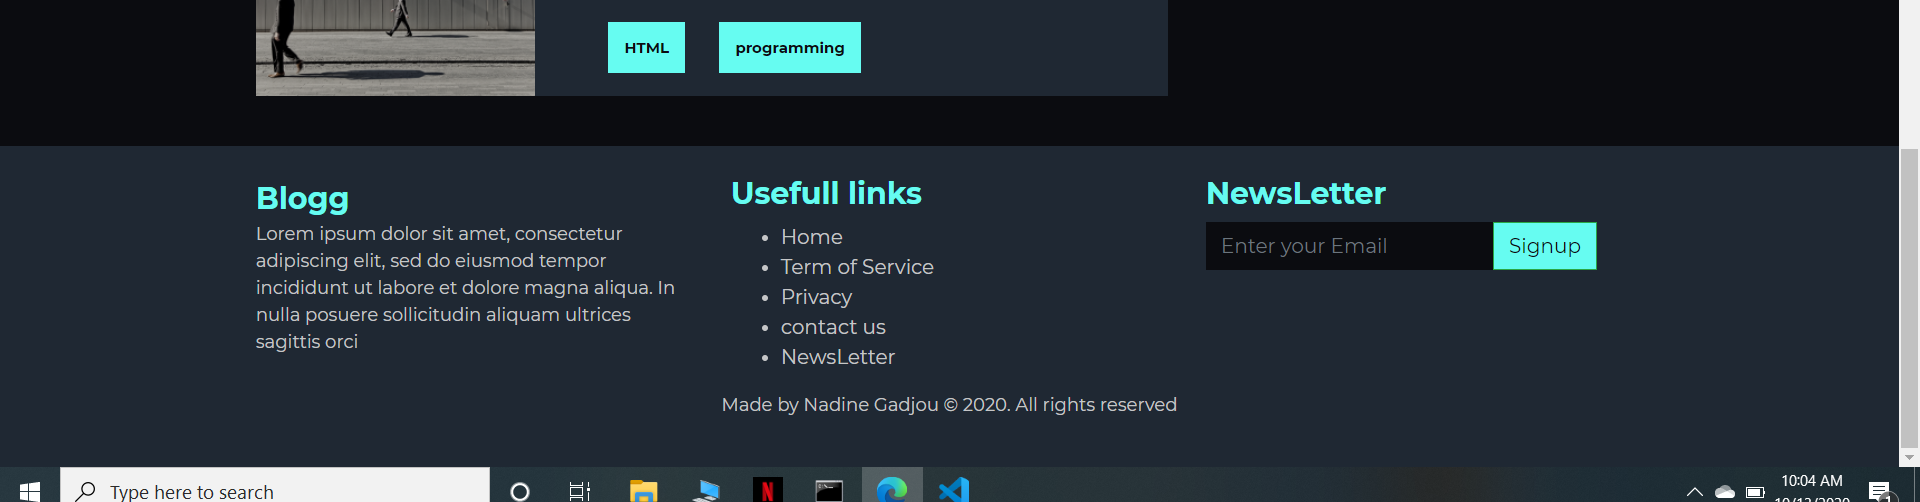 HTML
programming
Blogg
Lorem ipsum dolor sit amet, consectetur
adipiscing elit, sed do eiusmod tempor
incididunt ut labore et dolore magna aliqua. In
nulla posuere sollicitudin aliquam ultrices
sagittis orci
Usefull links
Home
Term of Service
Privacy
contact us
NewsLetter
NewsLetter
Enter your Email
Signup
Made by Nadine Gadjou © 2020. All rights reserved
Type here to search
N
10:04 AM